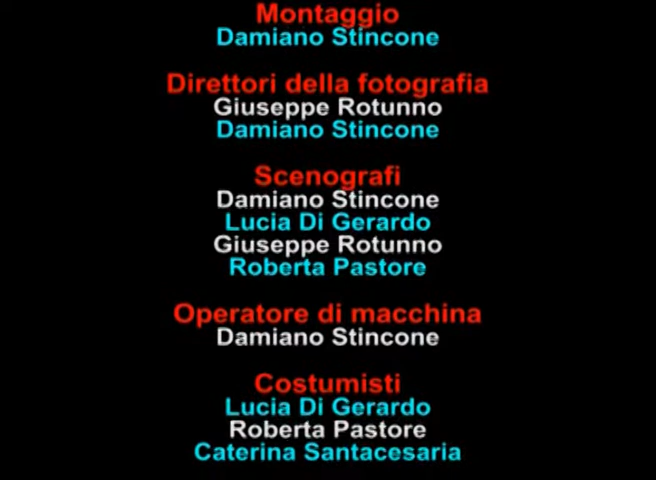 Montaggio
Damiano Stincone
Direttori della fotografia
Giuseppe Rotunno
Damiano Stincone
Scenografi
Damiano Stincone
Lucia Di Gerardo
Giuseppe Rotunno
Roberta Pastore
Operatore di macchina
Damiano Stincone
Costumisti
Lucia Di Gerardo
Roberta Pastore
Caterina Santacesaria